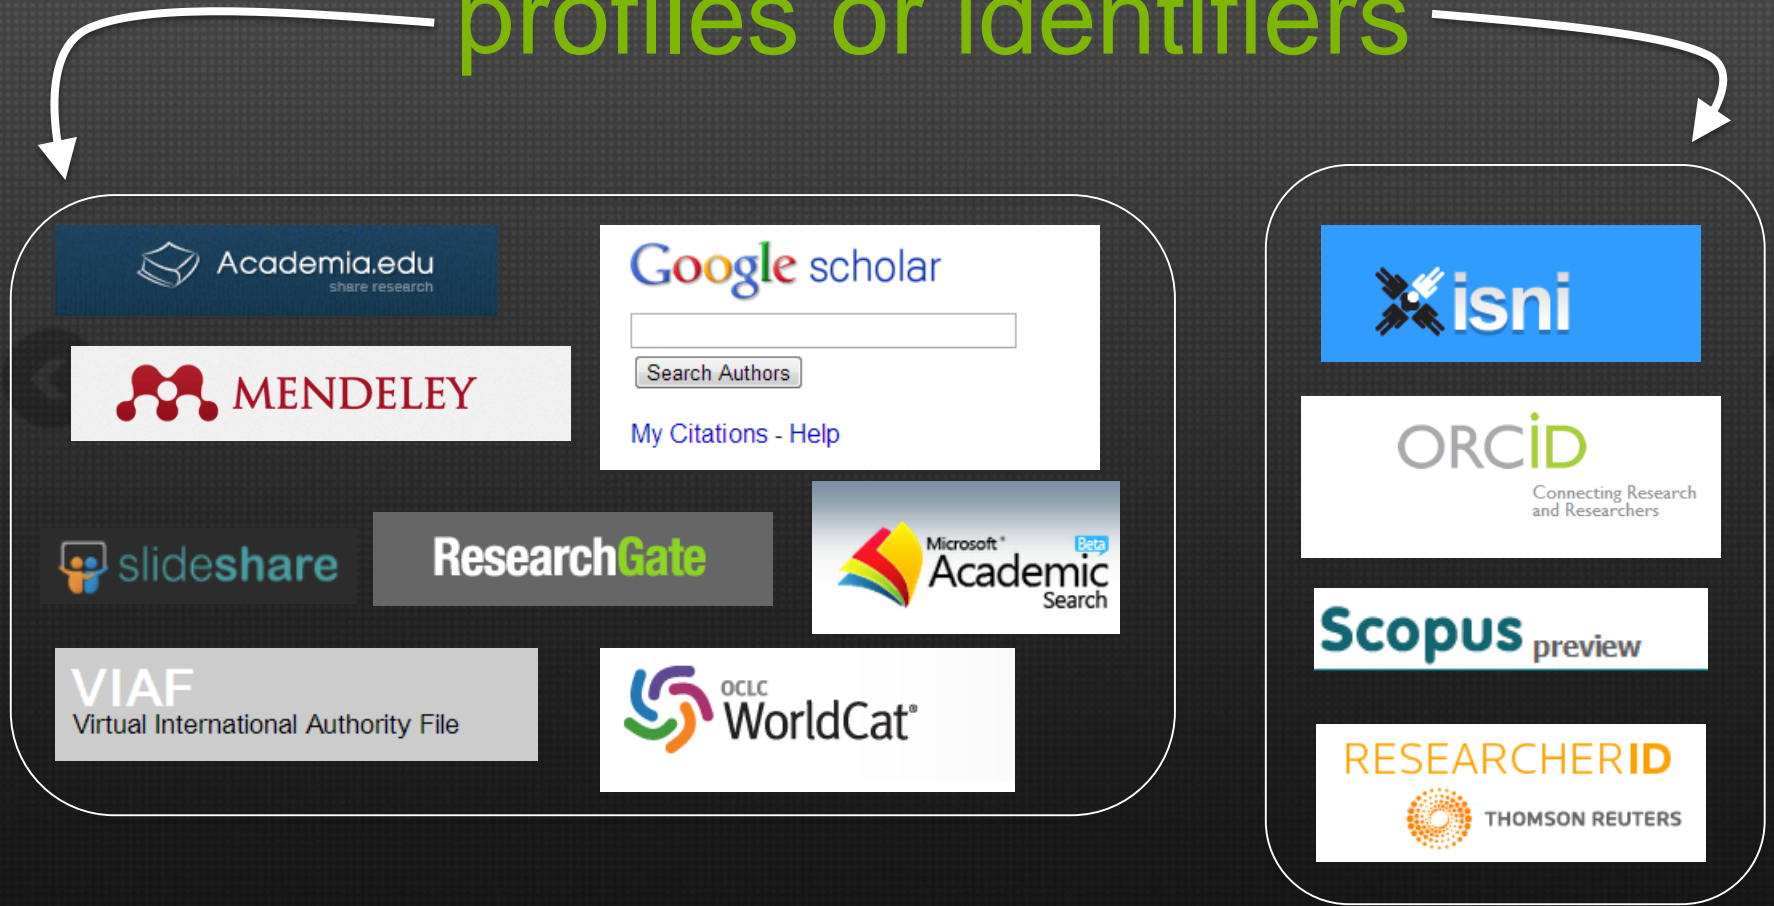 profiles or identifiers
Academia.edu
share research
MENDELEY
Google scholar
Search Authors
My Citations - Help
slideshare
ResearchGate
Microsoft®
Academic
Beta
Search
VIAF
Virtual International Authority File
OCLC
WorldCat®
isni
ORCiD
Connecting Research
and Researchers
Scopus preview
RESEARCHERID
THOMSON REUTERS